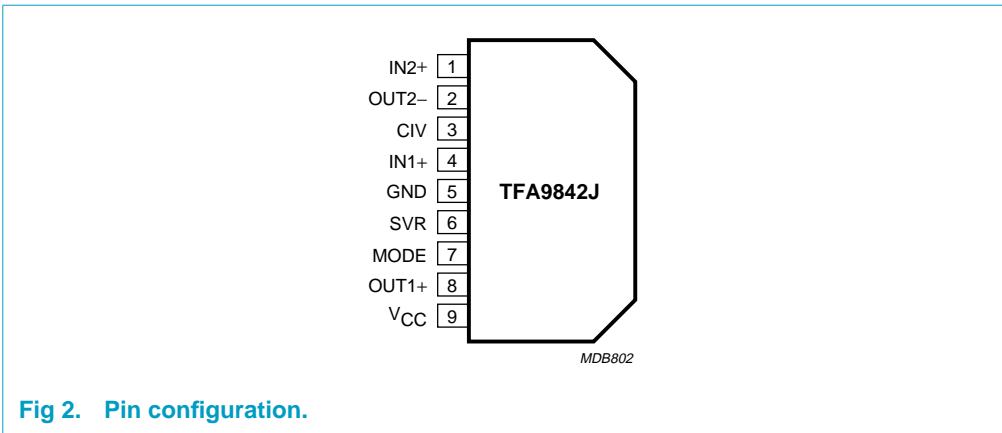 IN2+ 1
OUT2− 2
CIV 3
IN1+ 4
GND 5
TFA9842J
SVR 6
MODE 7
OUT1+ 8
VCC 9
MDB802
Fig 2. Pin configuration.